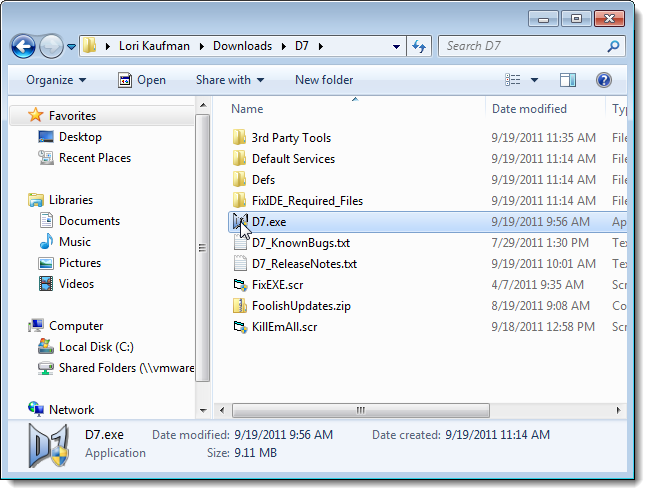 Lori Kaufman Downloads D7
Search D7
Organize Open Share with New folder
Favorites
Desktop
Recent Places
Libraries
Documents
Music
Pictures
Videos
Computer
Local Disk (C:)
Shared Folders (\\vmware
Network
Name Date modified Ty
3rd Party Tools 9/19/2011 11:35 AM File
Default Services 9/19/2011 11:14 AM File
Defs 9/19/2011 11:14 AM File
FixIDE_Required_Files 9/19/2011 11:14 AM File
D7.exe 9/19/2011 9:56 AM Ap
D7_KnownBugs.txt 7/29/2011 1:30 PM Tex
D7_ReleaseNotes.txt 9/19/2011 10:01 AM Tex
FixEXE.scr 4/7/2011 9:35 AM Scr
FoolishUpdates.zip 8/19/2011 9:08 AM Co
KillEmAll.scr 9/18/2011 12:58 PM Scr
D7
D7.exe Date modified: 9/19/2011 9:56 AM Date created: 9/19/2011 11:14 AM
Application Size: 9.11 MB